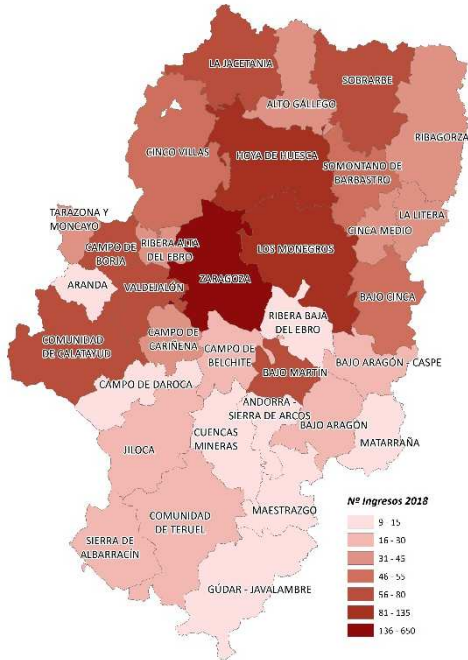 LA JACETANIA
SOBRARBE
ALTO GÁLLEGO
RIBAGORZA
CINCO VILLAS
HOYA DE HUESCA
SOMONTANO DE
BARBASTRO
LA LITERA
TARAZONA Y
MONCAYO
CAMPO DE
BORJA
RIBERA ALTA
DEL EBRO
LOS MONEGROS
CINCA MEDIO
ZARAGOZA
ARANDA
VALDEJALÓN
BAJO CINCA
RIBERA BAJA
DEL EBRO
COMUNIDAD
DE CALATAYUD
CAMPO DE
CARIÑENA
CAMPO DE
BELCHITE
BAJO ARAGÓN - CASPE
BAJO MARTÍN
CAMPO DE DAROCA
ANDORRA -
SIERRA DE ARCOS
BAJO ARAGÓN
MATARRAÑA
JILOCA
CUENCAS
MINERAS
MAESTRAZGO
COMUNIDAD
DE TERUEL
SIERRA DE
ALBARRACÍN
GÚDAR - JAVALAMBRE
Nº Ingresos 2018
9 - 15
16 - 30
31 - 45
46 - 55
56 - 80
81 - 135
136 - 650